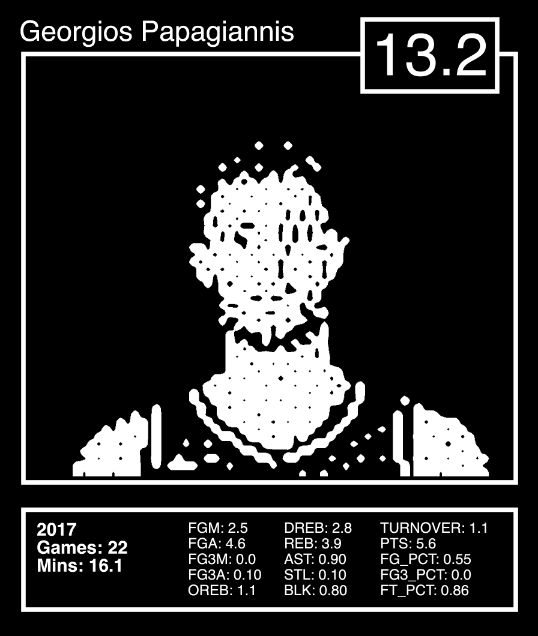 Georgios Papagiannis
13.2
2017
Games: 22
Mins: 16.1
FGM: 2.5
FGA: 4.6
FG3M: 0.0
FG3A: 0.10
OREB: 1.1
DREB: 2.8
REB: 3.9
AST: 0.90
STL: 0.10
BLK: 0.80
TURNOVER: 1.1
PTS: 5.6
FG_PCT: 0.55
FG3_PCT: 0.0
FT_PCT: 0.86